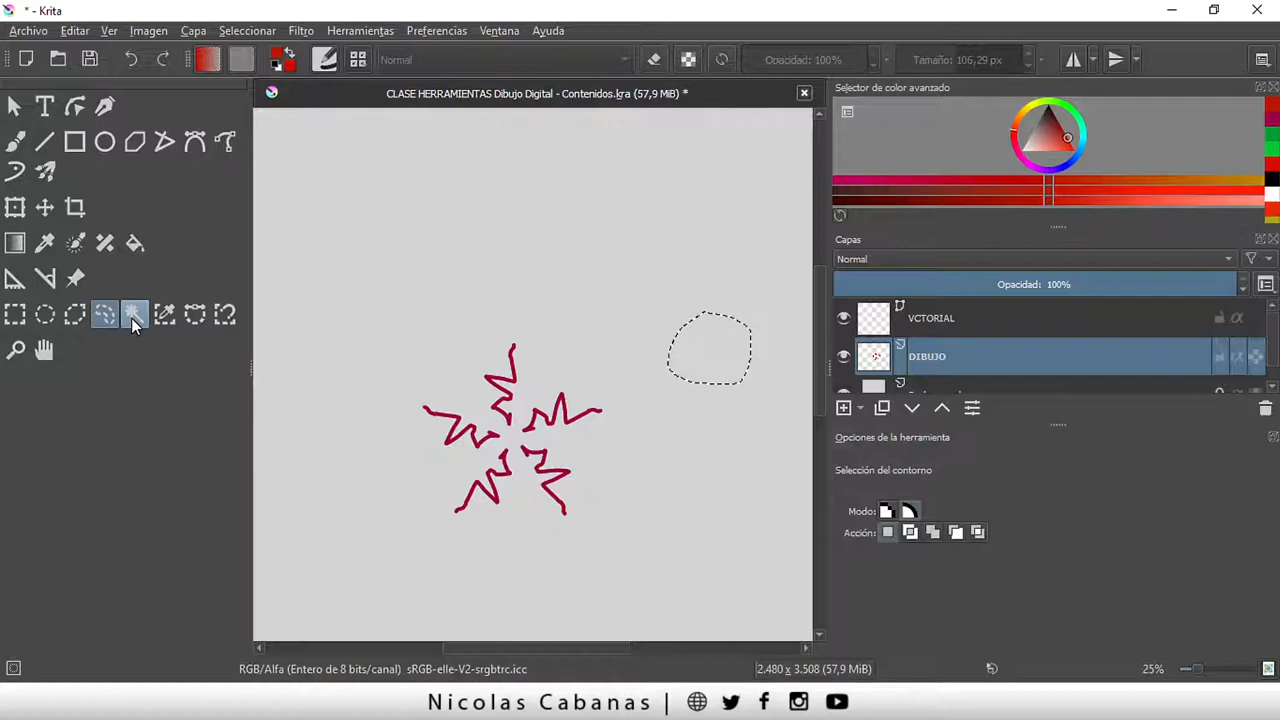 * - Krita
Archivo Editar Ver Imagen Capa Seleccionar Filtros Herramientas Preferencias Ventana Ayuda
Normal Opacidad: 100% Tamaño: 106,29 px
CLASE HERRAMIENTAS Dibujo Digital - Contenidos.kra (57,9 MiB) *
Selector de color avanzado
Capas
Normal
Opacidad: 100%
VCTORIAL
DIBUJO
Opciones de la herramienta
Selección del contorno
Modo:
Acción:
RGB/Alfa (Entero de 8 bits/canal) sRGB-elle-V2-srgbtrc.icc 2.480 x 3.508 (57,9 MiB) 25%
Nicolas Cabanas |